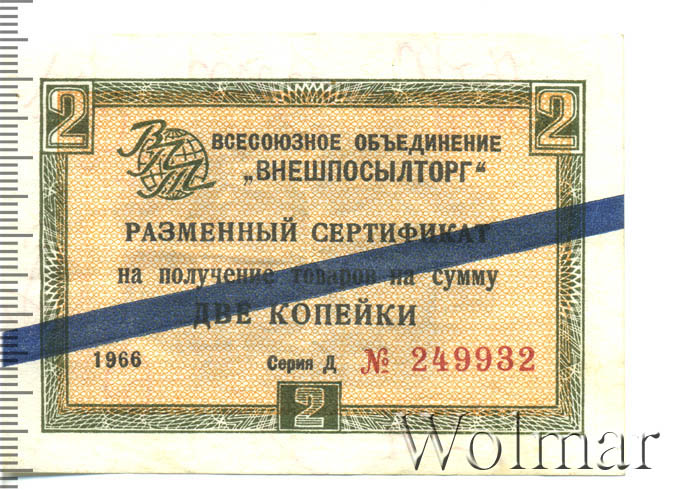 2 2
ВПТ
ВСЕСОЮЗНОЕ ОБЪЕДИНЕНИЕ
„ВНЕШПОСЫЛТОРГ“
РАЗМЕННЫЙ СЕРТИФИКАТ
на получение товаров на сумму
ДВЕ КОПЕЙКИ
1966 Серия Д № 249932
2
Wolmar